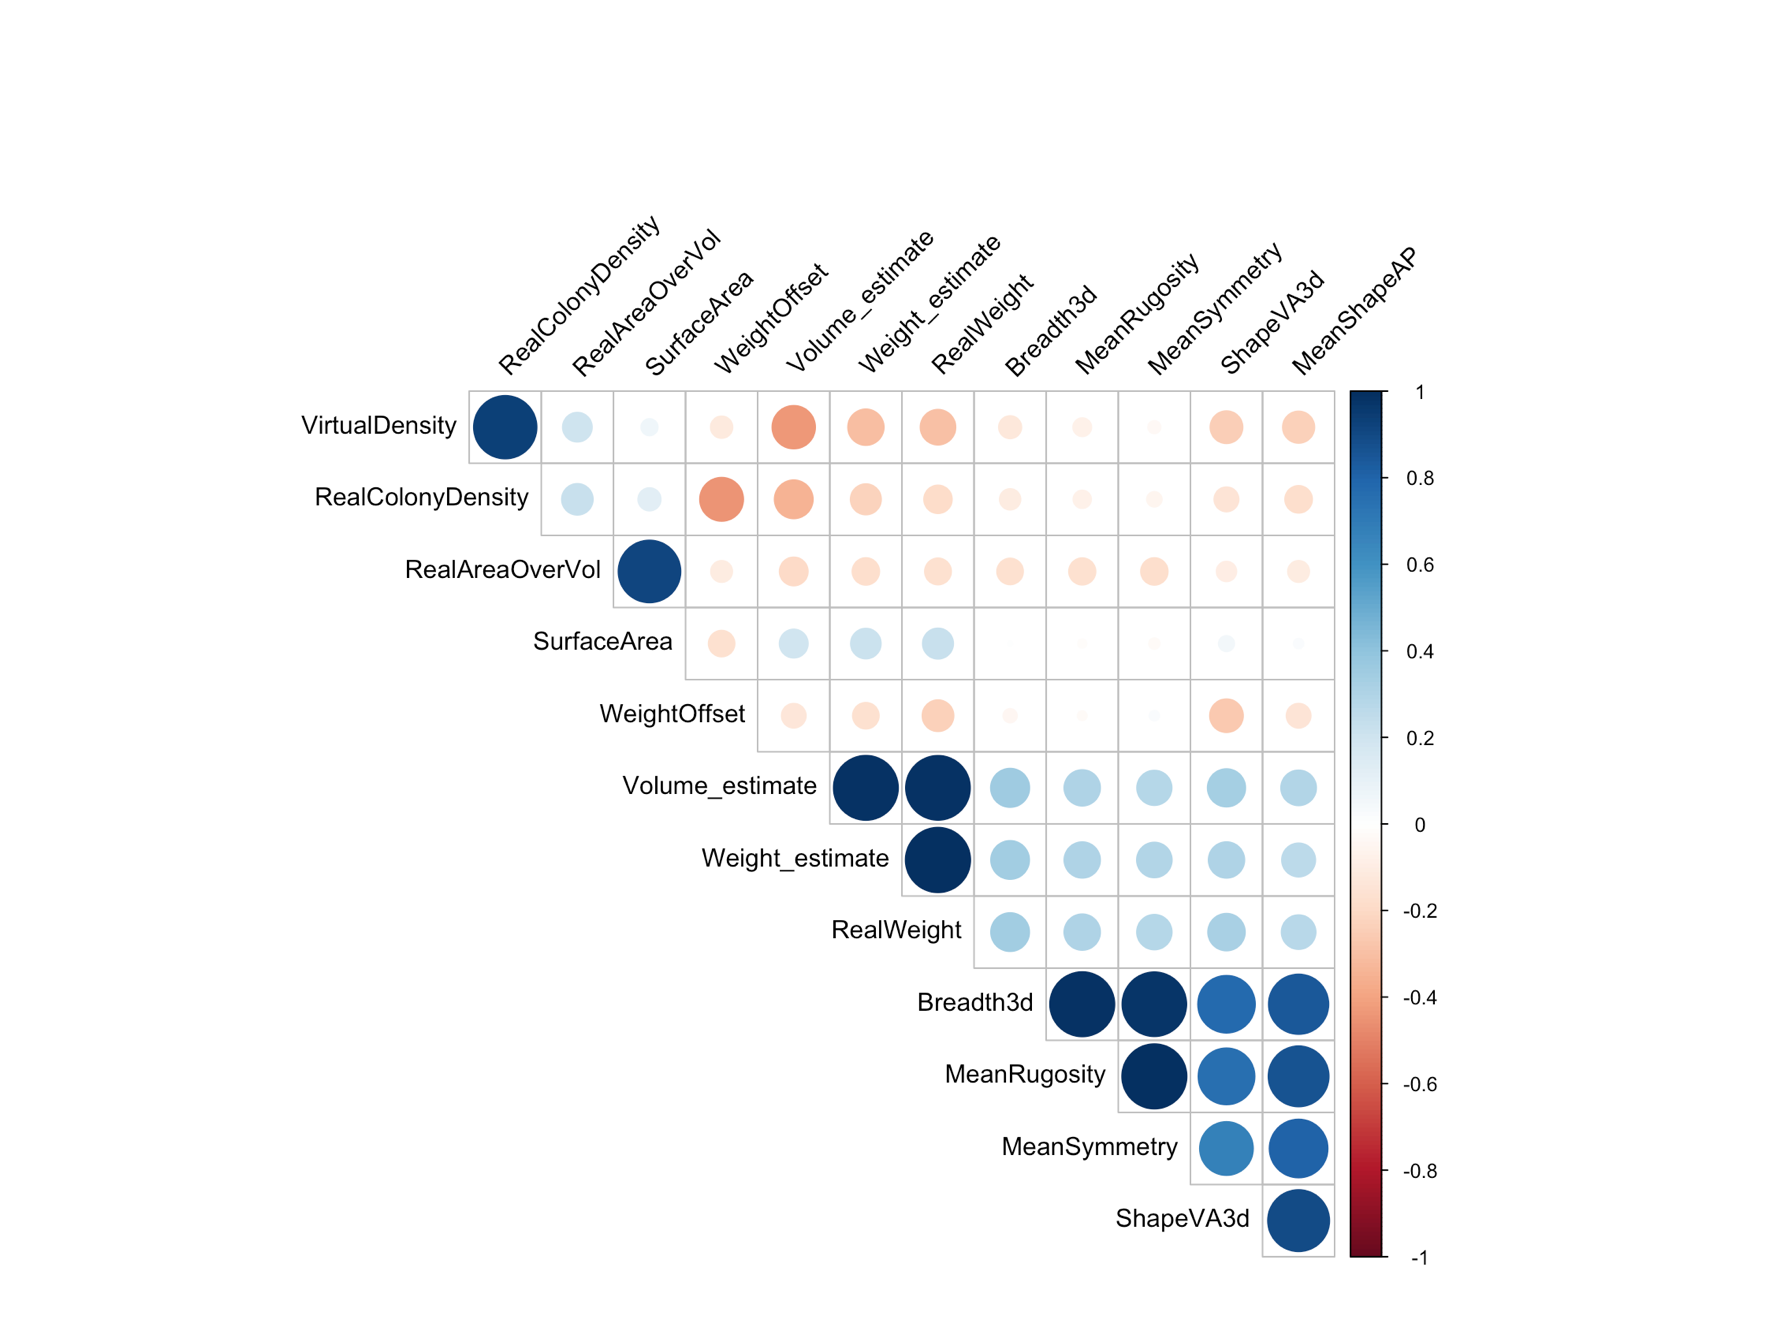 RealColonyDensity
RealAreaOverVol
SurfaceArea
WeightOffset
Volume_estimate
Weight_estimate
RealWeight
Breadth3d
MeanRugosity
MeanSymmetry
ShapeVA3d
MeanShapeAP
VirtualDensity
RealColonyDensity
RealAreaOverVol
SurfaceArea
WeightOffset
Volume_estimate
Weight_estimate
RealWeight
Breadth3d
MeanRugosity
MeanSymmetry
ShapeVA3d
1
0.8
0.6
0.4
0.2
0
-0.2
-0.4
-0.6
-0.8
-1